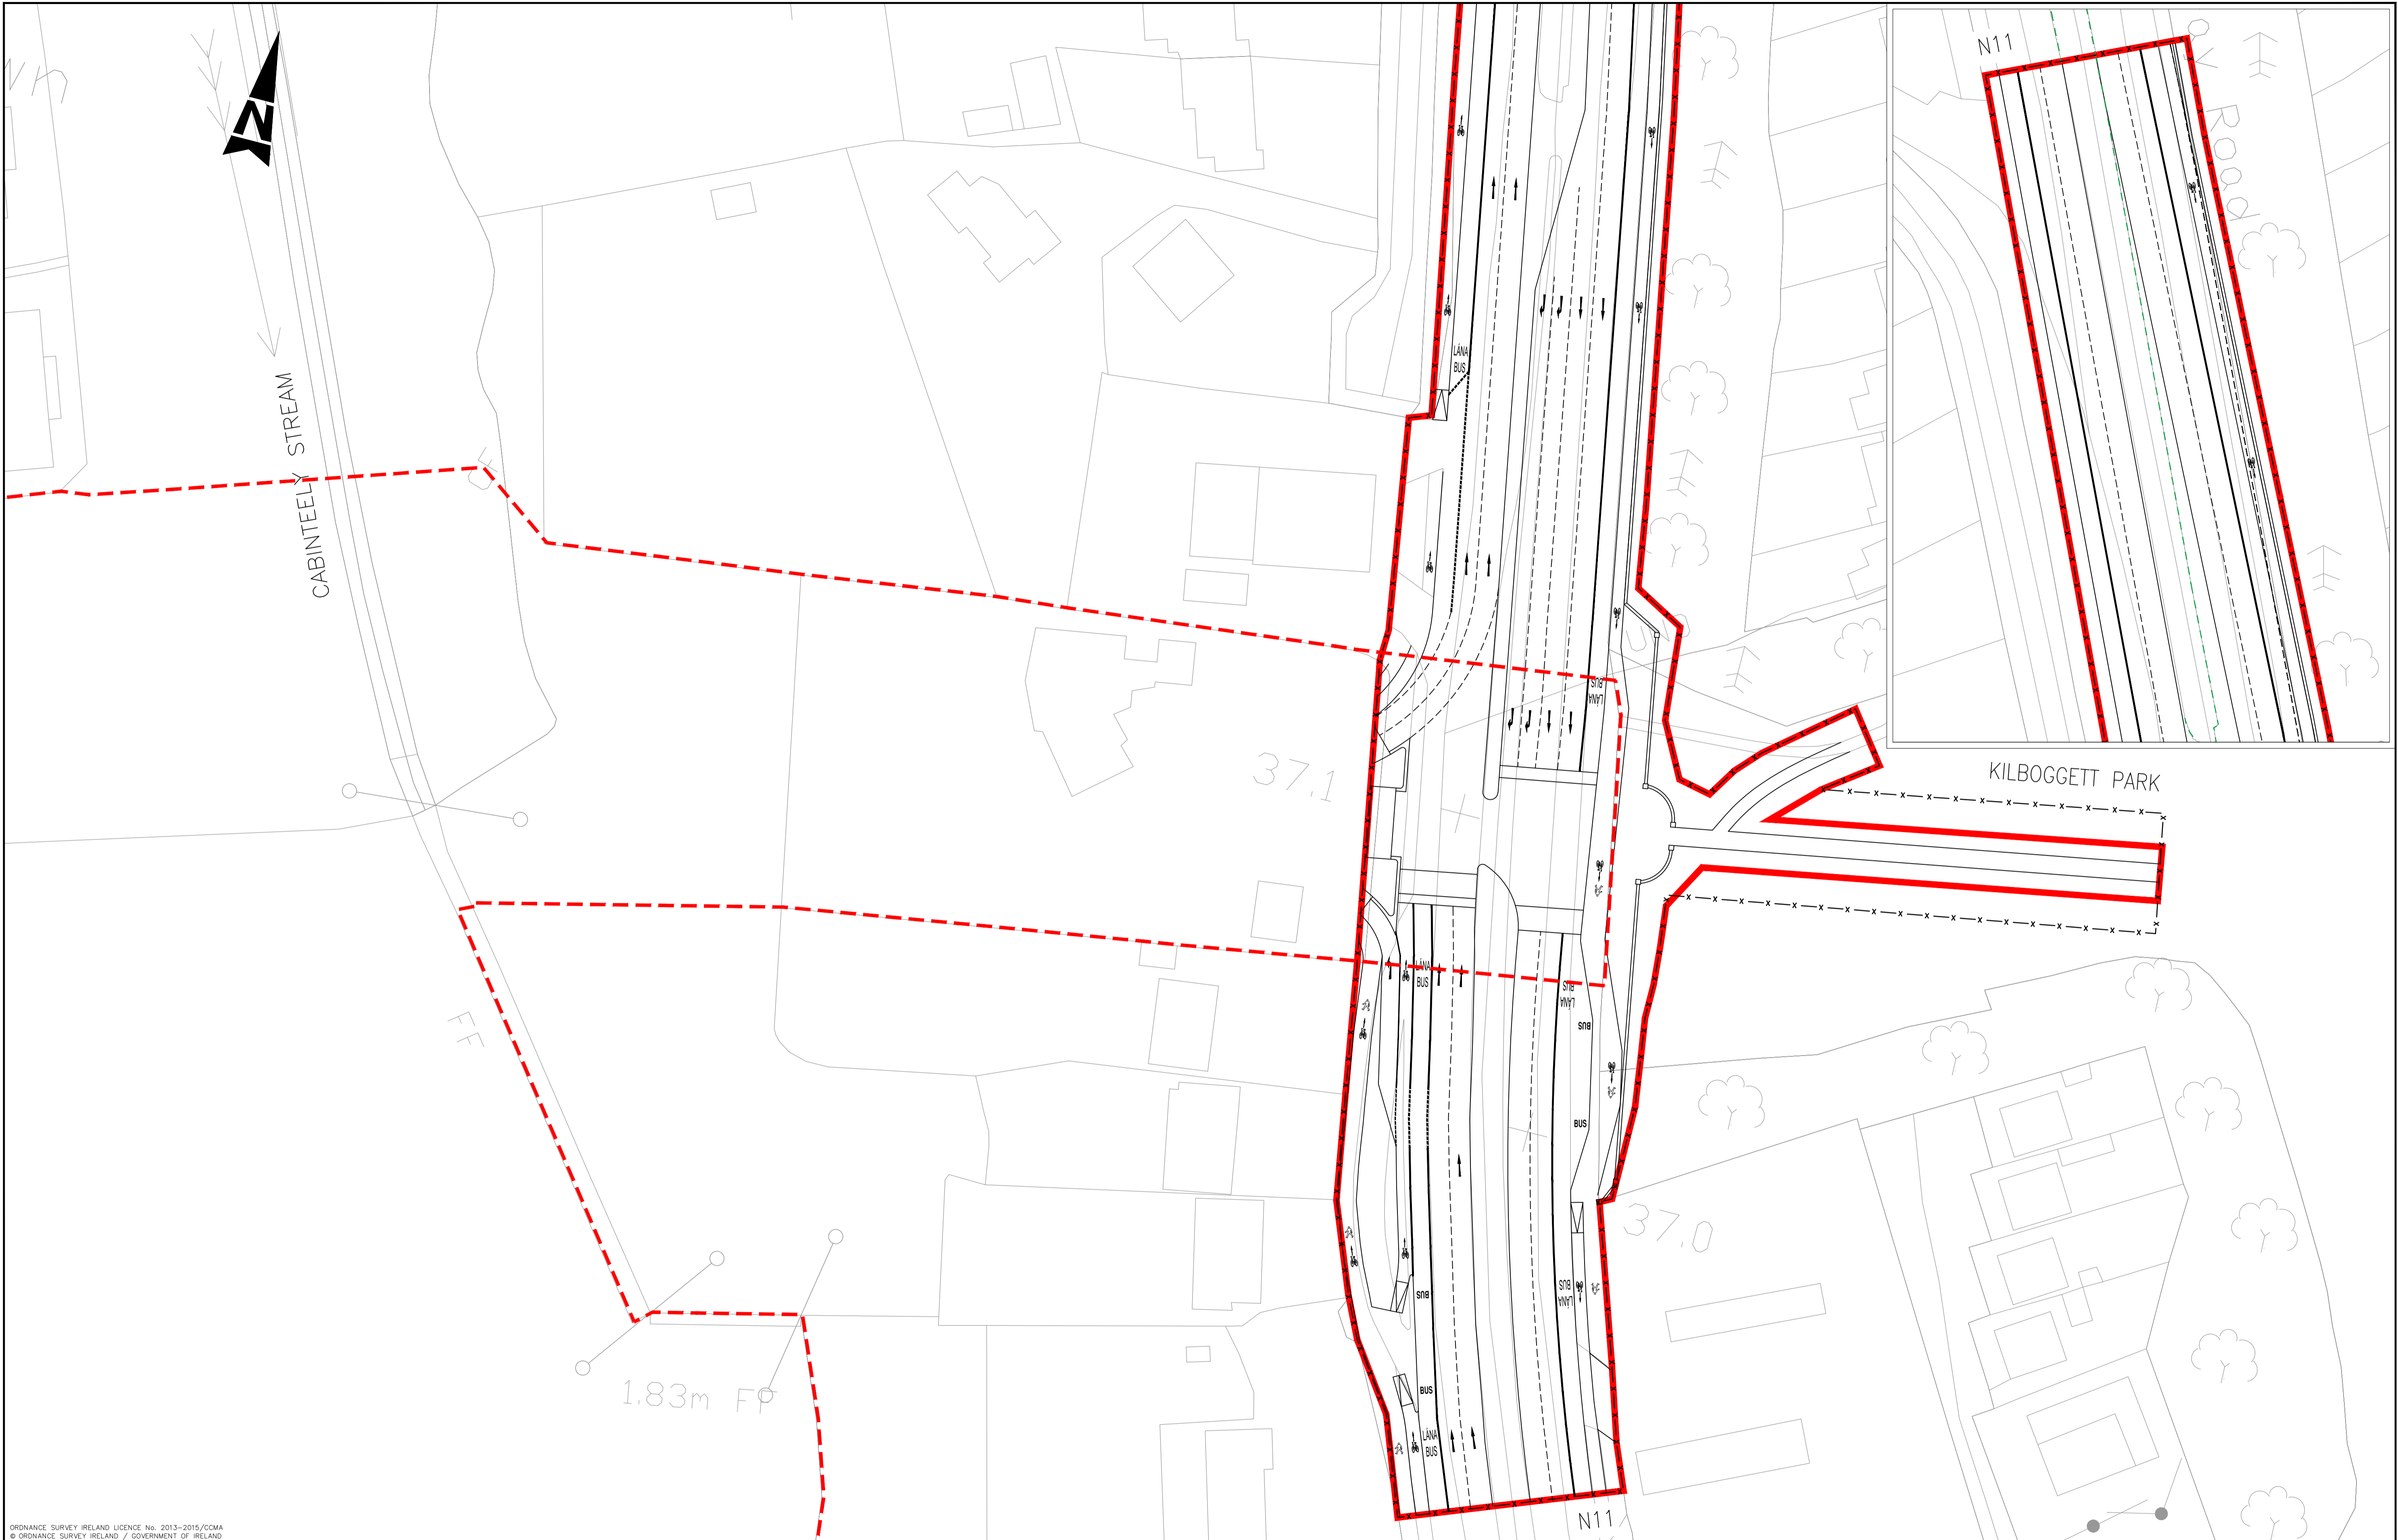 N
N11
CABINTEELY STREAM
LÁNA
BUS
LÁNA
BUS
37,1
KILBOGGETT PARK
LÁNA
BUS
LÁNA
BUS
BUS
BUS
37,0
LÁNA
BUS
BUS
BUS
LÁNA
BUS
1.83m FF
N11
ORDNANCE SURVEY IRELAND LICENCE No. 2013-2015/CCMA
© ORDNANCE SURVEY IRELAND / GOVERNMENT OF IRELAND